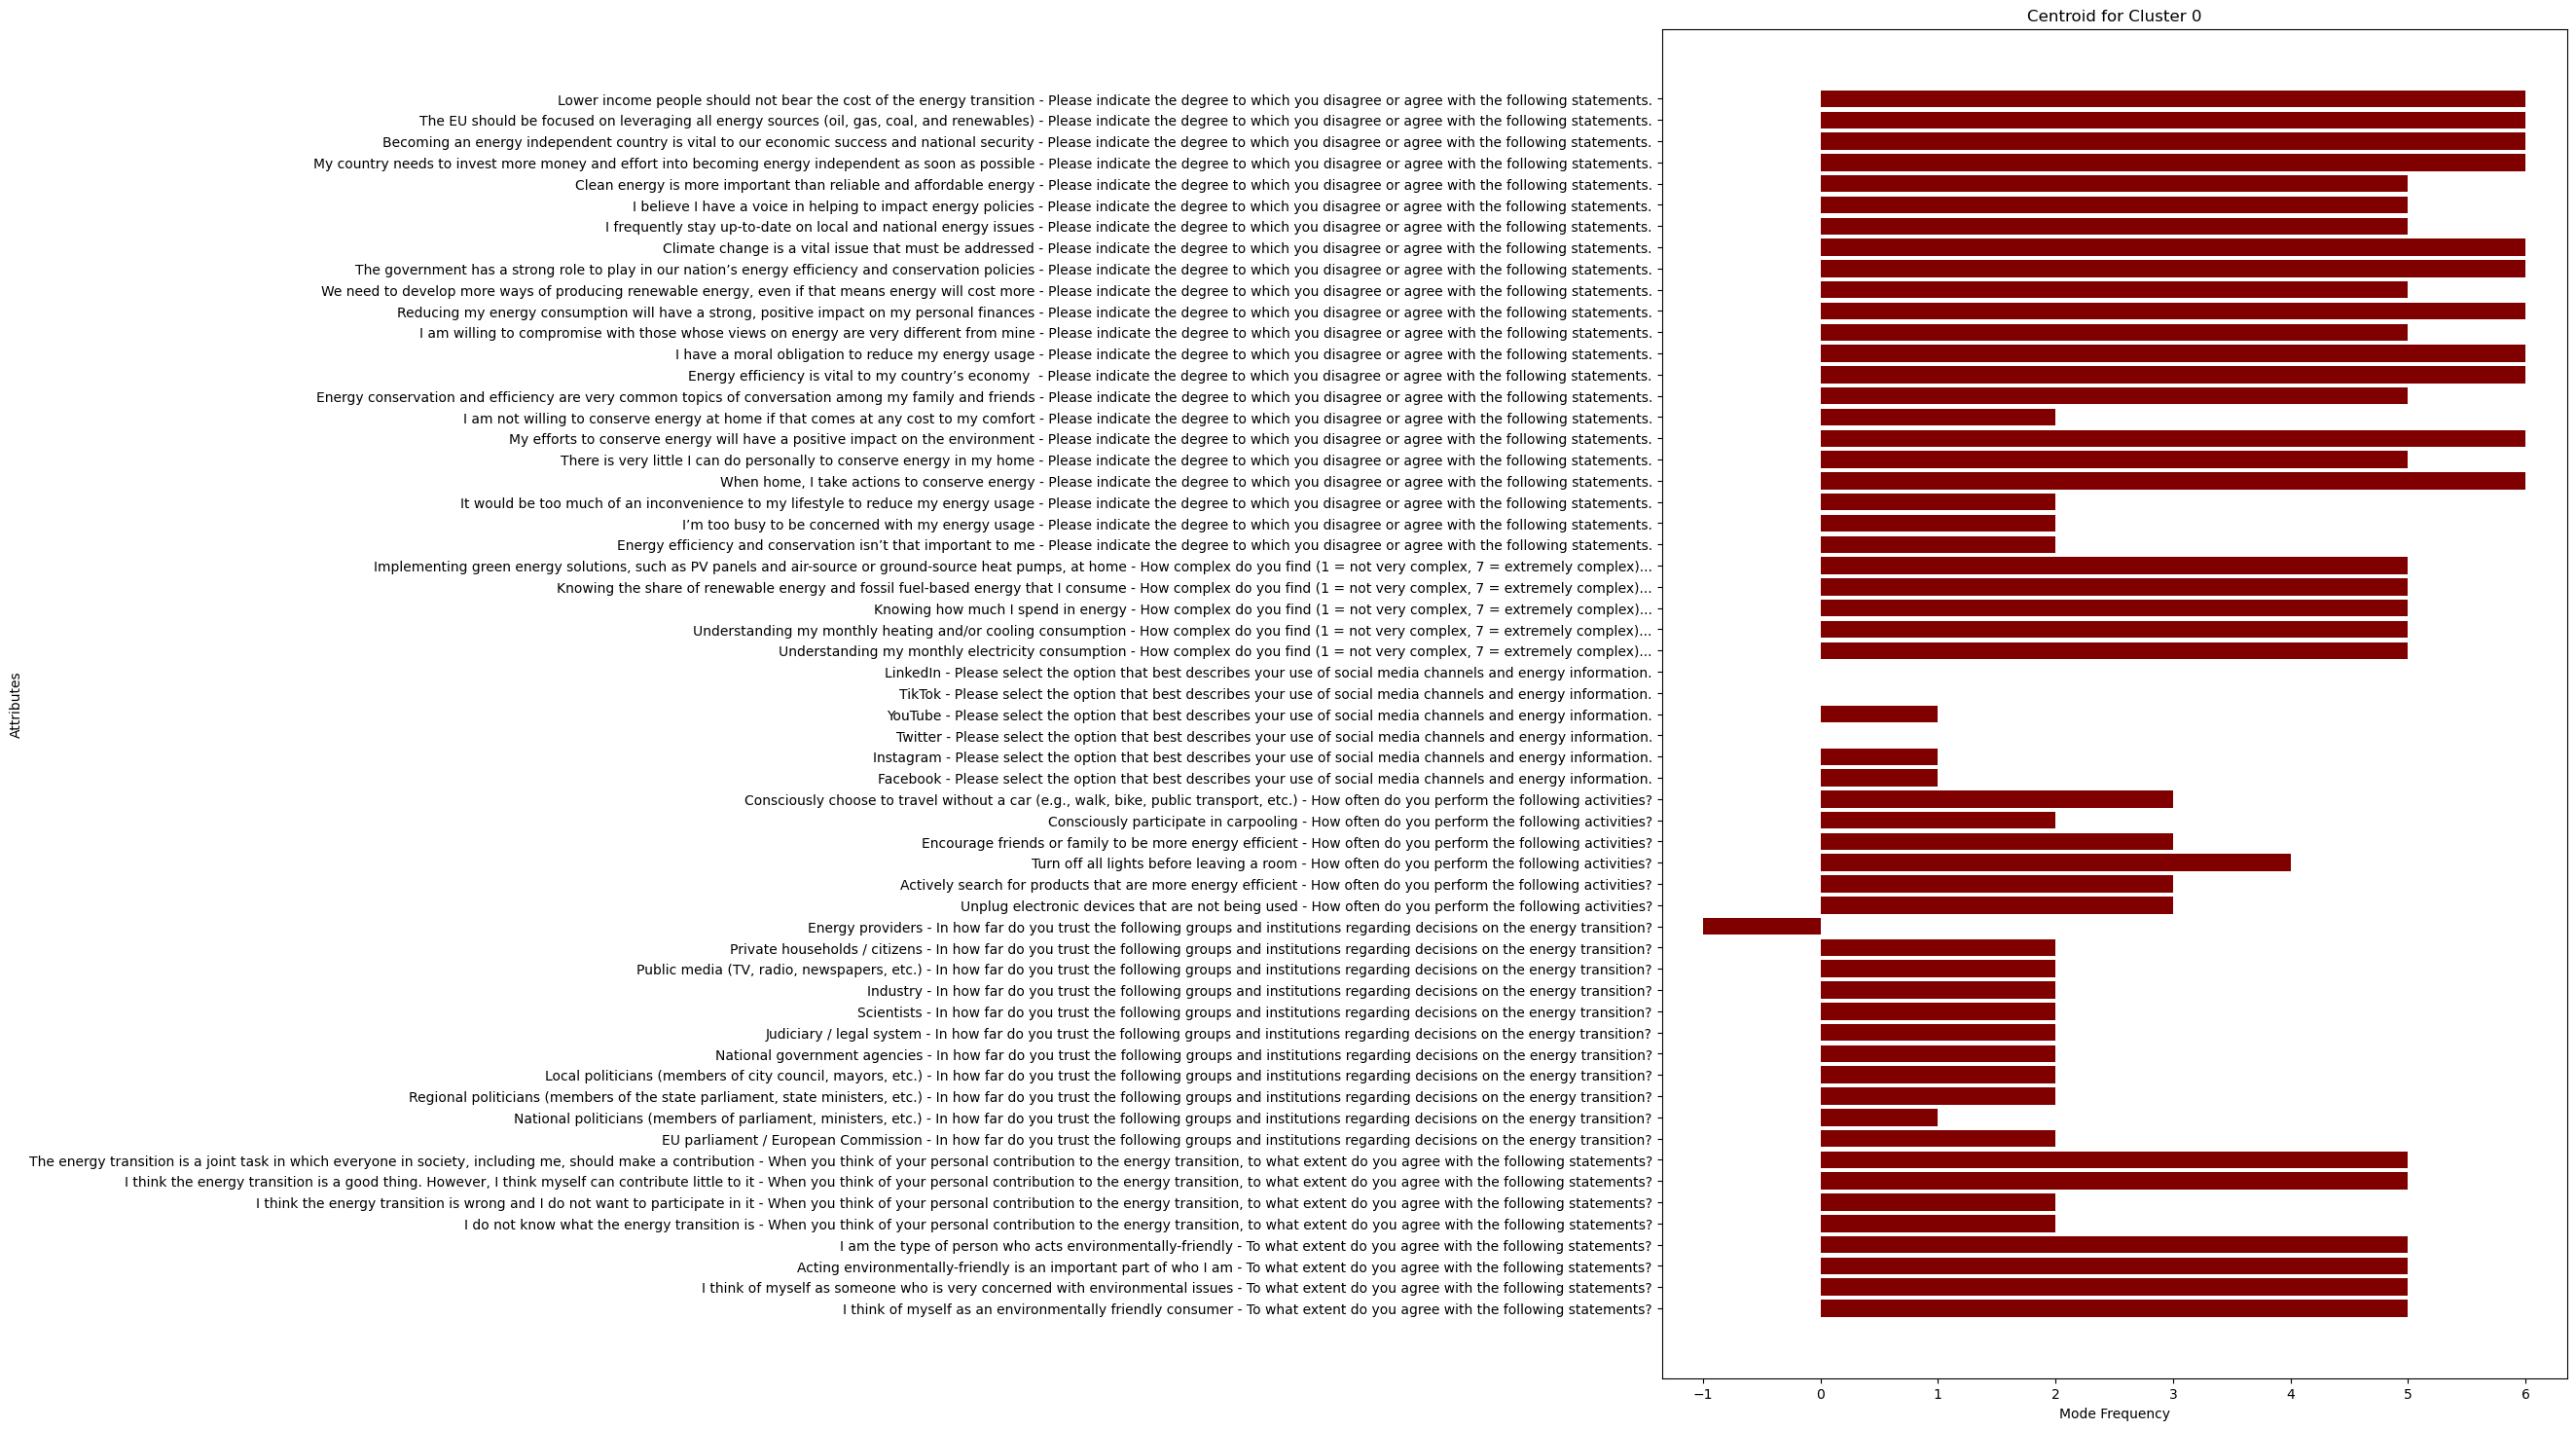 Centroid for Cluster 0
Lower income people should not bear the cost of the energy transition - Please indicate the degree to which you disagree or agree with the following statements.
The EU should be focused on leveraging all energy sources (oil, gas, coal, and renewables) - Please indicate the degree to which you disagree or agree with the following statements.
Becoming an energy independent country is vital to our economic success and national security - Please indicate the degree to which you disagree or agree with the following statements.
My country needs to invest more money and effort into becoming energy independent as soon as possible - Please indicate the degree to which you disagree or agree with the following statements.
Clean energy is more important than reliable and affordable energy - Please indicate the degree to which you disagree or agree with the following statements.
I believe I have a voice in helping to impact energy policies - Please indicate the degree to which you disagree or agree with the following statements.
I frequently stay up-to-date on local and national energy issues - Please indicate the degree to which you disagree or agree with the following statements.
Climate change is a vital issue that must be addressed - Please indicate the degree to which you disagree or agree with the following statements.
The government has a strong role to play in our nation’s energy efficiency and conservation policies - Please indicate the degree to which you disagree or agree with the following statements.
We need to develop more ways of producing renewable energy, even if that means energy will cost more - Please indicate the degree to which you disagree or agree with the following statements.
Reducing my energy consumption will have a strong, positive impact on my personal finances - Please indicate the degree to which you disagree or agree with the following statements.
I am willing to compromise with those whose views on energy are very different from mine - Please indicate the degree to which you disagree or agree with the following statements.
I have a moral obligation to reduce my energy usage - Please indicate the degree to which you disagree or agree with the following statements.
Energy efficiency is vital to my country’s economy  - Please indicate the degree to which you disagree or agree with the following statements.
Energy conservation and efficiency are very common topics of conversation among my family and friends - Please indicate the degree to which you disagree or agree with the following statements.
I am not willing to conserve energy at home if that comes at any cost to my comfort - Please indicate the degree to which you disagree or agree with the following statements.
My efforts to conserve energy will have a positive impact on the environment - Please indicate the degree to which you disagree or agree with the following statements.
There is very little I can do personally to conserve energy in my home - Please indicate the degree to which you disagree or agree with the following statements.
When home, I take actions to conserve energy - Please indicate the degree to which you disagree or agree with the following statements.
It would be too much of an inconvenience to my lifestyle to reduce my energy usage - Please indicate the degree to which you disagree or agree with the following statements.
I’m too busy to be concerned with my energy usage - Please indicate the degree to which you disagree or agree with the following statements.
Energy efficiency and conservation isn’t that important to me - Please indicate the degree to which you disagree or agree with the following statements.
Implementing green energy solutions, such as PV panels and air-source or ground-source heat pumps, at home - How complex do you find (1 = not very complex, 7 = extremely complex)...
Knowing the share of renewable energy and fossil fuel-based energy that I consume - How complex do you find (1 = not very complex, 7 = extremely complex)...
Knowing how much I spend in energy - How complex do you find (1 = not very complex, 7 = extremely complex)...
Understanding my monthly heating and/or cooling consumption - How complex do you find (1 = not very complex, 7 = extremely complex)...
Understanding my monthly electricity consumption - How complex do you find (1 = not very complex, 7 = extremely complex)...
LinkedIn - Please select the option that best describes your use of social media channels and energy information.
TikTok - Please select the option that best describes your use of social media channels and energy information.
YouTube - Please select the option that best describes your use of social media channels and energy information.
Twitter - Please select the option that best describes your use of social media channels and energy information.
Instagram - Please select the option that best describes your use of social media channels and energy information.
Facebook - Please select the option that best describes your use of social media channels and energy information.
Consciously choose to travel without a car (e.g., walk, bike, public transport, etc.) - How often do you perform the following activities?
Consciously participate in carpooling - How often do you perform the following activities?
Encourage friends or family to be more energy efficient - How often do you perform the following activities?
Turn off all lights before leaving a room - How often do you perform the following activities?
Actively search for products that are more energy efficient - How often do you perform the following activities?
Unplug electronic devices that are not being used - How often do you perform the following activities?
Energy providers - In how far do you trust the following groups and institutions regarding decisions on the energy transition?
Private households / citizens - In how far do you trust the following groups and institutions regarding decisions on the energy transition?
Public media (TV, radio, newspapers, etc.) - In how far do you trust the following groups and institutions regarding decisions on the energy transition?
Industry - In how far do you trust the following groups and institutions regarding decisions on the energy transition?
Scientists - In how far do you trust the following groups and institutions regarding decisions on the energy transition?
Judiciary / legal system - In how far do you trust the following groups and institutions regarding decisions on the energy transition?
National government agencies - In how far do you trust the following groups and institutions regarding decisions on the energy transition?
Local politicians (members of city council, mayors, etc.) - In how far do you trust the following groups and institutions regarding decisions on the energy transition?
Regional politicians (members of the state parliament, state ministers, etc.) - In how far do you trust the following groups and institutions regarding decisions on the energy transition?
National politicians (members of parliament, ministers, etc.) - In how far do you trust the following groups and institutions regarding decisions on the energy transition?
EU parliament / European Commission - In how far do you trust the following groups and institutions regarding decisions on the energy transition?
The energy transition is a joint task in which everyone in society, including me, should make a contribution - When you think of your personal contribution to the energy transition, to what extent do you agree with the following statements?
I think the energy transition is a good thing. However, I think myself can contribute little to it - When you think of your personal contribution to the energy transition, to what extent do you agree with the following statements?
I think the energy transition is wrong and I do not want to participate in it - When you think of your personal contribution to the energy transition, to what extent do you agree with the following statements?
I do not know what the energy transition is - When you think of your personal contribution to the energy transition, to what extent do you agree with the following statements?
I am the type of person who acts environmentally-friendly - To what extent do you agree with the following statements?
Acting environmentally-friendly is an important part of who I am - To what extent do you agree with the following statements?
I think of myself as someone who is very concerned with environmental issues - To what extent do you agree with the following statements?
I think of myself as an environmentally friendly consumer - To what extent do you agree with the following statements?
Attributes
−1 0 1 2 3 4 5 6
Mode Frequency